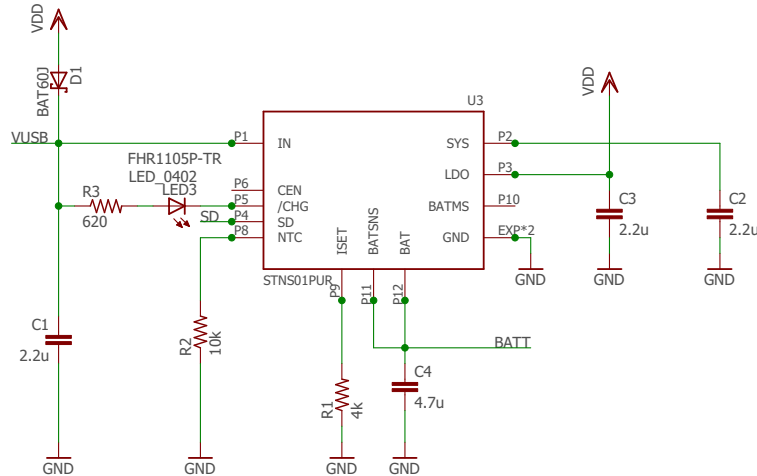 VDD
BAT60J
D1
VUSB
FHR1105P-TR
LED_0402
LED3
R3
620
SD
P1
P6
P5
P4
P8
U3
IN
CEN
/CHG
SD
NTC
ISET
BATSNS
BAT
SYS
LDO
BATMS
GND
P2
P3
P10
EXP*2
STNS01PUR
P9
P11
P12
VDD
C3
2.2u
C2
2.2u
GND
GND
GND
C1
2.2u
R2
10k
R1
4k
BATT
C4
4.7u
GND
GND
GND
GND